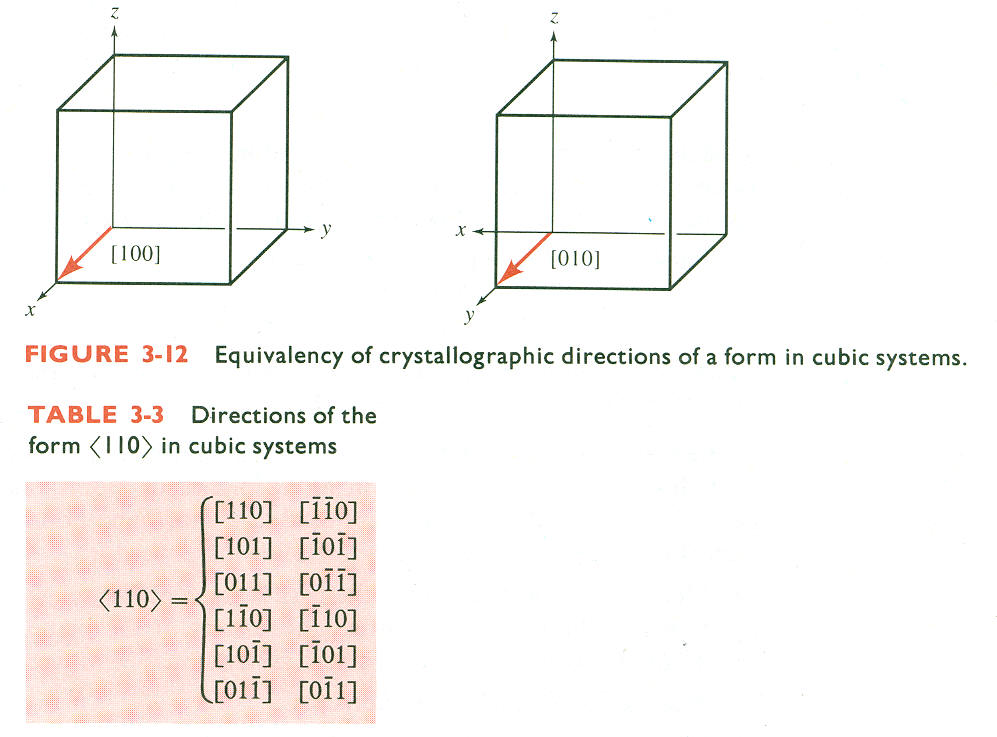 z
z
y
x
[100]
[010]
x
y
FIGURE 3-12 Equivalency of crystallographic directions of a form in cubic systems.
TABLE 3-3 Directions of the
form ⟨110⟩ in cubic systems
[110] [1̄1̄0]
[101] [1̄01̄]
[011] [01̄1̄]
⟨110⟩ =
[11̄0] [1̄10]
[101̄] [1̄01]
[011̄] [01̄1]